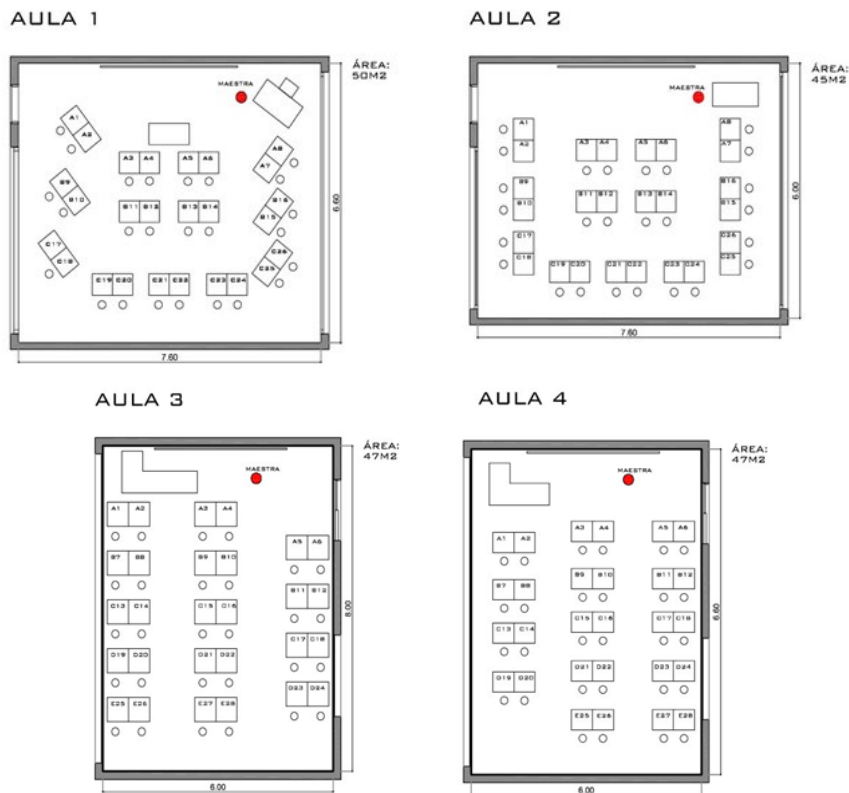 AULA 1
ÁREA:
50M2
MAESTRA
A1
A2
A3 A4 A5 A6
A8
A7
B9
B10
B11 B12 B13 B14
B16
B15
C17
C18
C26
C25
C19 C20 C21 C22 C23 C24
6.60
7.60
AULA 2
ÁREA:
45M2
MAESTRA
A1
A2
A3 A4 A5 A6
A8
A7
B9
B10
B11 B12 B13 B14
B16
B15
C17
C18
C26
C25
C19 C20 C21 C22 C23 C24
6.00
7.60
AULA 3
ÁREA:
47M2
MAESTRA
A1 A2 A3 A4
A5 A6
B7 B8 B9 B10
B11 B12
C13 C14 C15 C16
C17 C18
D19 D20 D21 D22
D23 D24
E25 E26 E27 E28
8.00
6.00
AULA 4
ÁREA:
47M2
MAESTRA
A3 A4 A5 A6
A1 A2
B9 B10 B11 B12
B7 B8
C15 C16 C17 C18
C13 C14
D21 D22 D23 D24
D19 D20
E25 E26 E27 E28
6.60
6.00